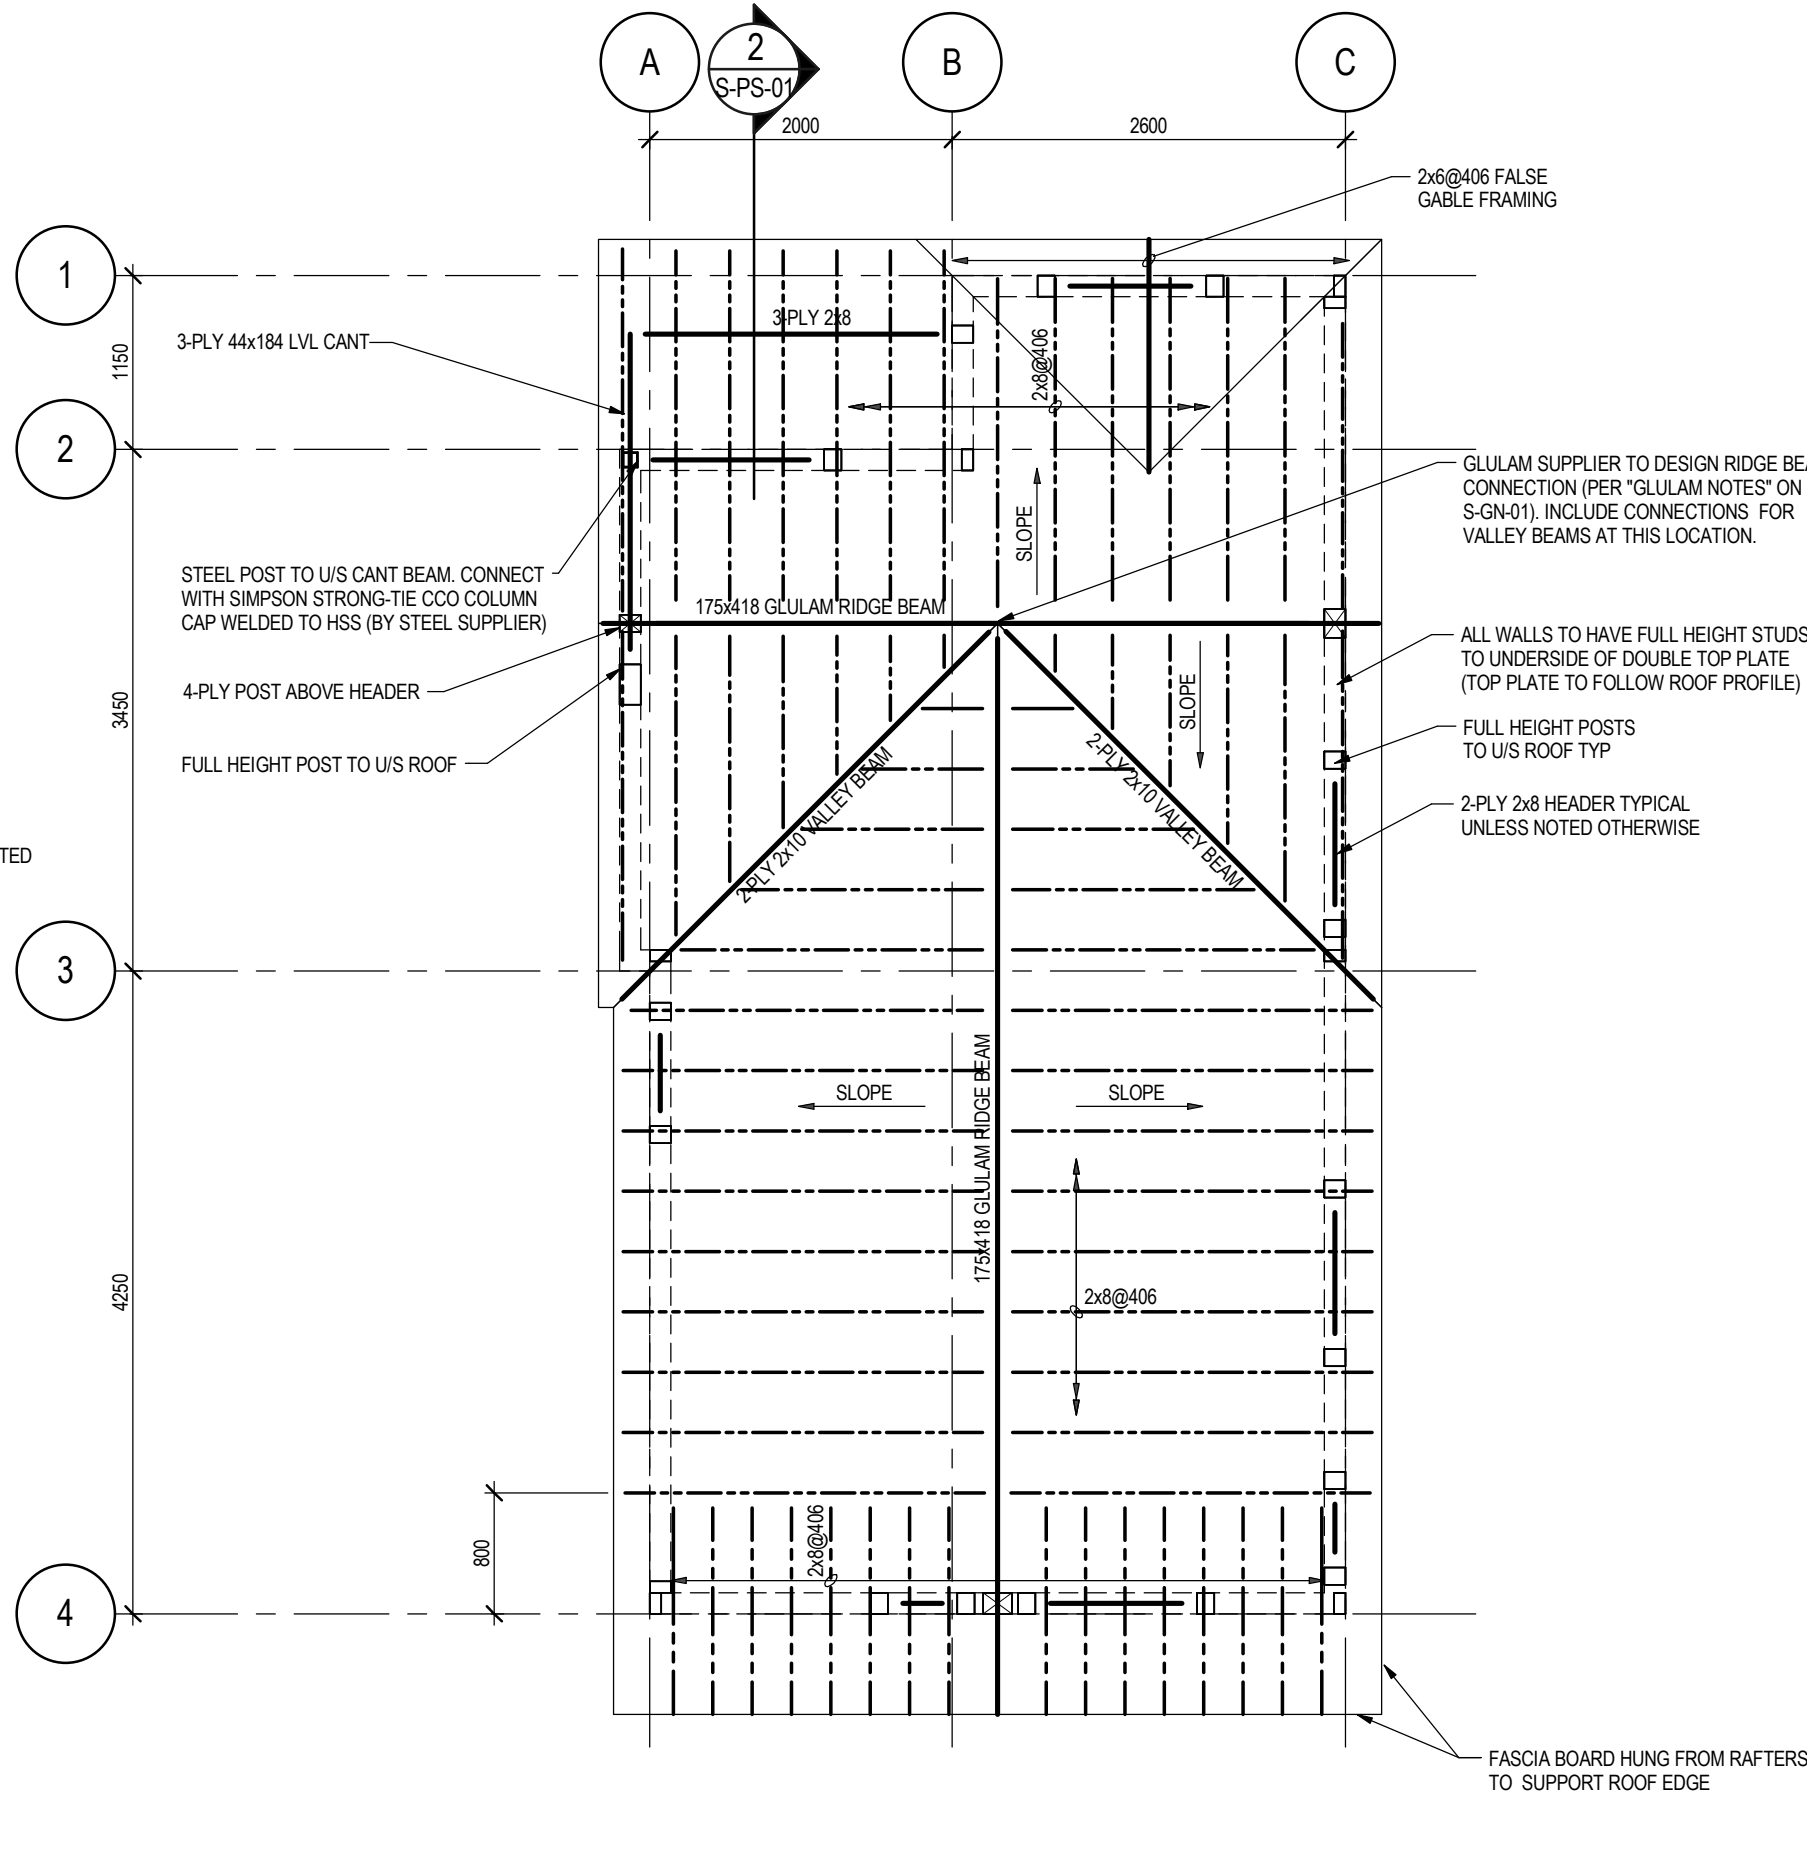 A
2
S-PS-01
B
C
2000
2600
2x6@406 FALSE
GABLE FRAMING
1
3-PLY 2x8
3-PLY 44x184 LVL CANT
1150
2x8@406
2
GLULAM SUPPLIER TO DESIGN RIDGE
CONNECTION (PER "GLULAM NOTES" ON
S-GN-01). INCLUDE CONNECTIONS FOR
VALLEY BEAMS AT THIS LOCATION.
SLOPE
STEEL POST TO U/S CANT BEAM. CONNECT
WITH SIMPSON STRONG-TIE CCO COLUMN
CAP WELDED TO HSS (BY STEEL SUPPLIER)
175x418 GLULAM RIDGE BEAM
ALL WALLS TO HAVE FULL HEIGHT STUDS
TO UNDERSIDE OF DOUBLE TOP PLATE
(TOP PLATE TO FOLLOW ROOF PROFILE)
4-PLY POST ABOVE HEADER
SLOPE
3450
FULL HEIGHT POSTS
TO U/S ROOF TYP
FULL HEIGHT POST TO U/S ROOF
2-PLY 2x10 VALLEY BEAM
2-PLY 2x10 VALLEY BEAM
2-PLY 2x8 HEADER TYPICAL
UNLESS NOTED OTHERWISE
TED
3
SLOPE
SLOPE
175x418 GLULAM RIDGE BEAM
4250
2x8@406
800
2x8@406
4
FASCIA BOARD HUNG FROM RAFTERS
TO SUPPORT ROOF EDGE